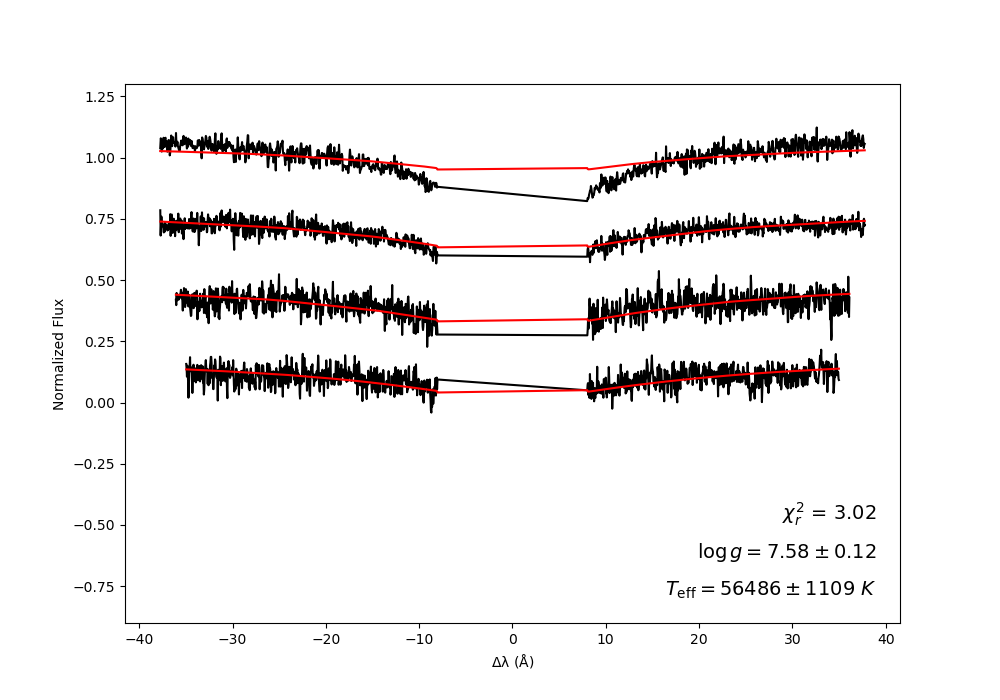 1.25
1.00
0.75
0.50
0.25
0.00
−0.25
−0.50
−0.75
Normalized Flux
χ²ᵣ = 3.02
log g = 7.58 ± 0.12
T_eff = 56486 ± 1109 K
−40 −30 −20 −10 0 10 20 30 40
Δλ (Å)